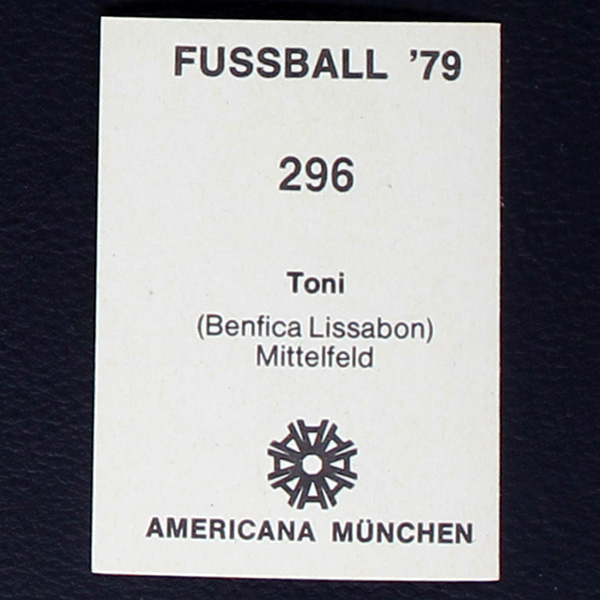 FUSSBALL '79
296
Toni
(Benfica Lissabon)
Mittelfeld
AMERICANA MÜNCHEN